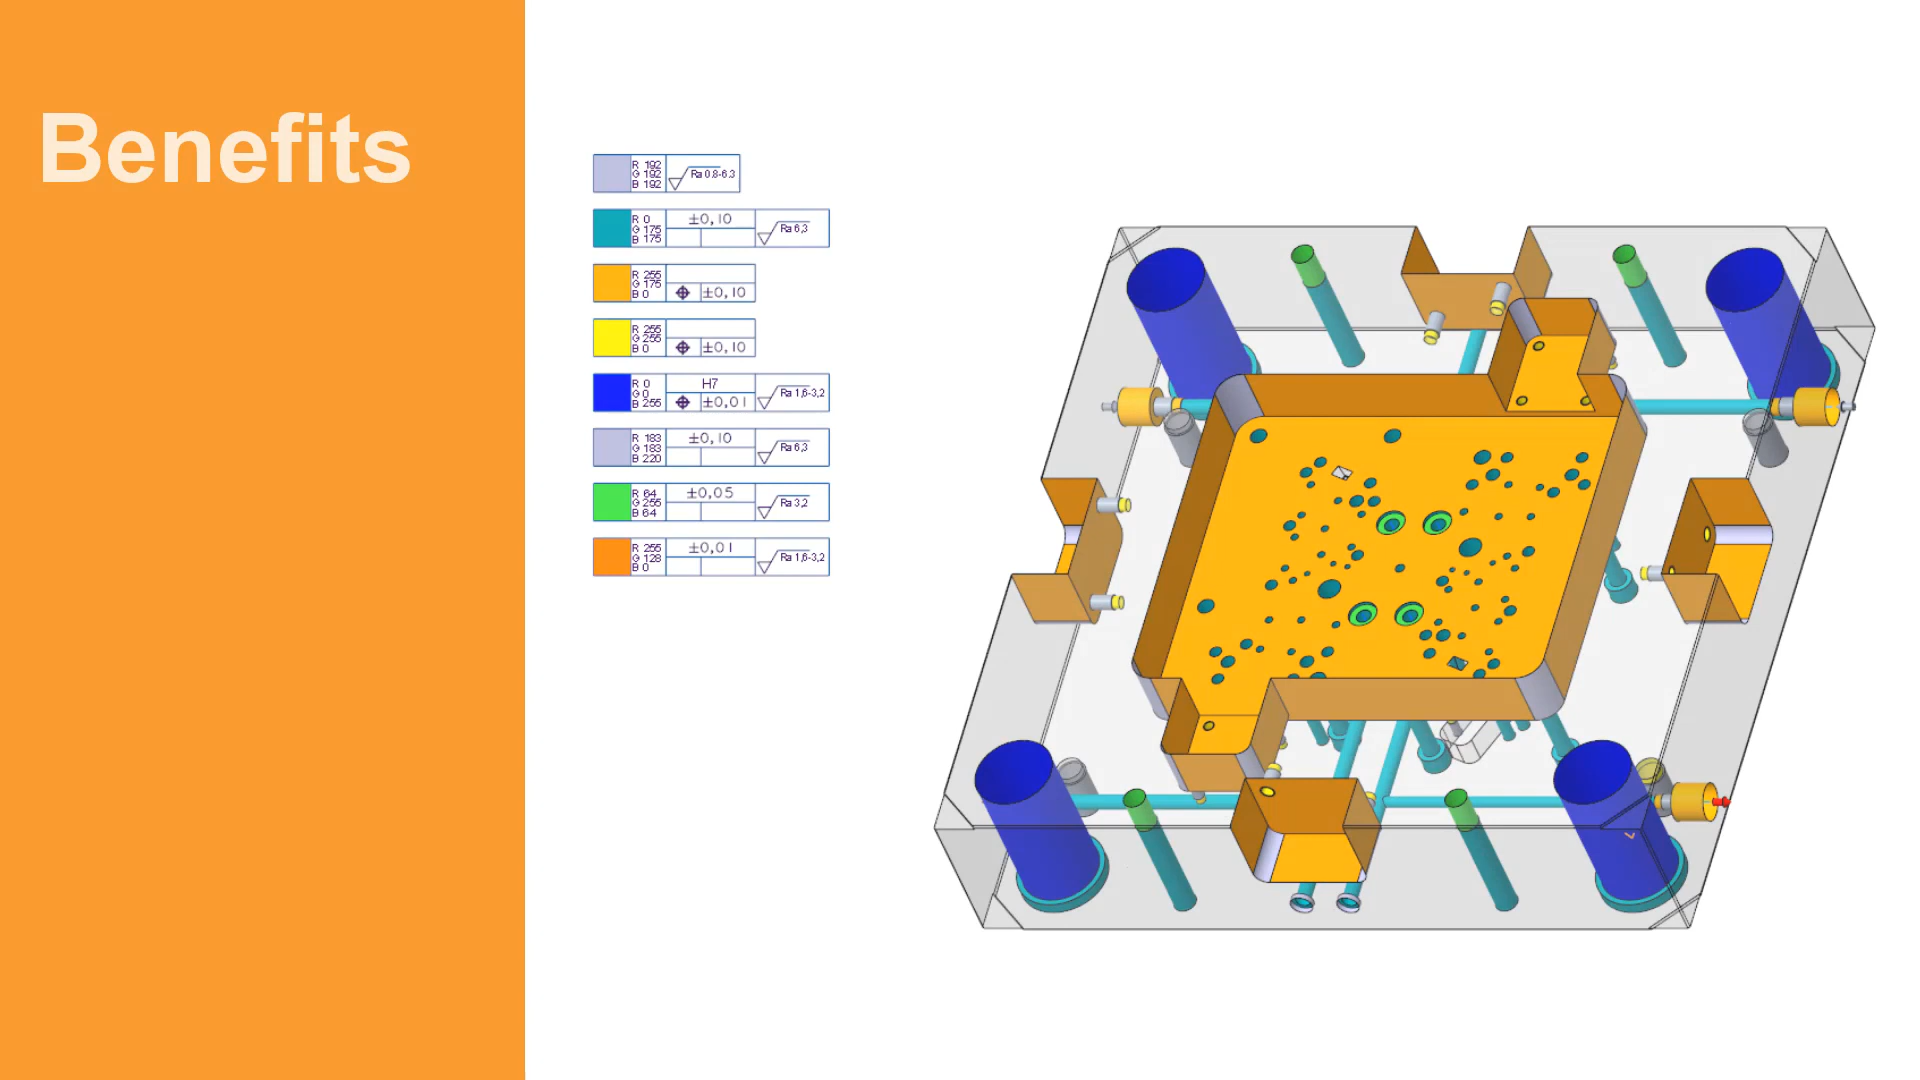 Benefits
R 192
G 192
B 192
Ra 0.8-6.3
R 0
G 175
B 175
±0,10
Ra 6,3
R 255
G 175
B 0
±0,10
R 255
G 255
B 0
±0,10
R 0
G 0
B 255
H7
±0,01
Ra 1,6-3,2
R 183
G 183
B 220
±0,10
Ra 6,3
R 64
G 255
B 64
±0,05
Ra 3,2
R 255
G 128
B 0
±0,01
Ra 1,6-3,2